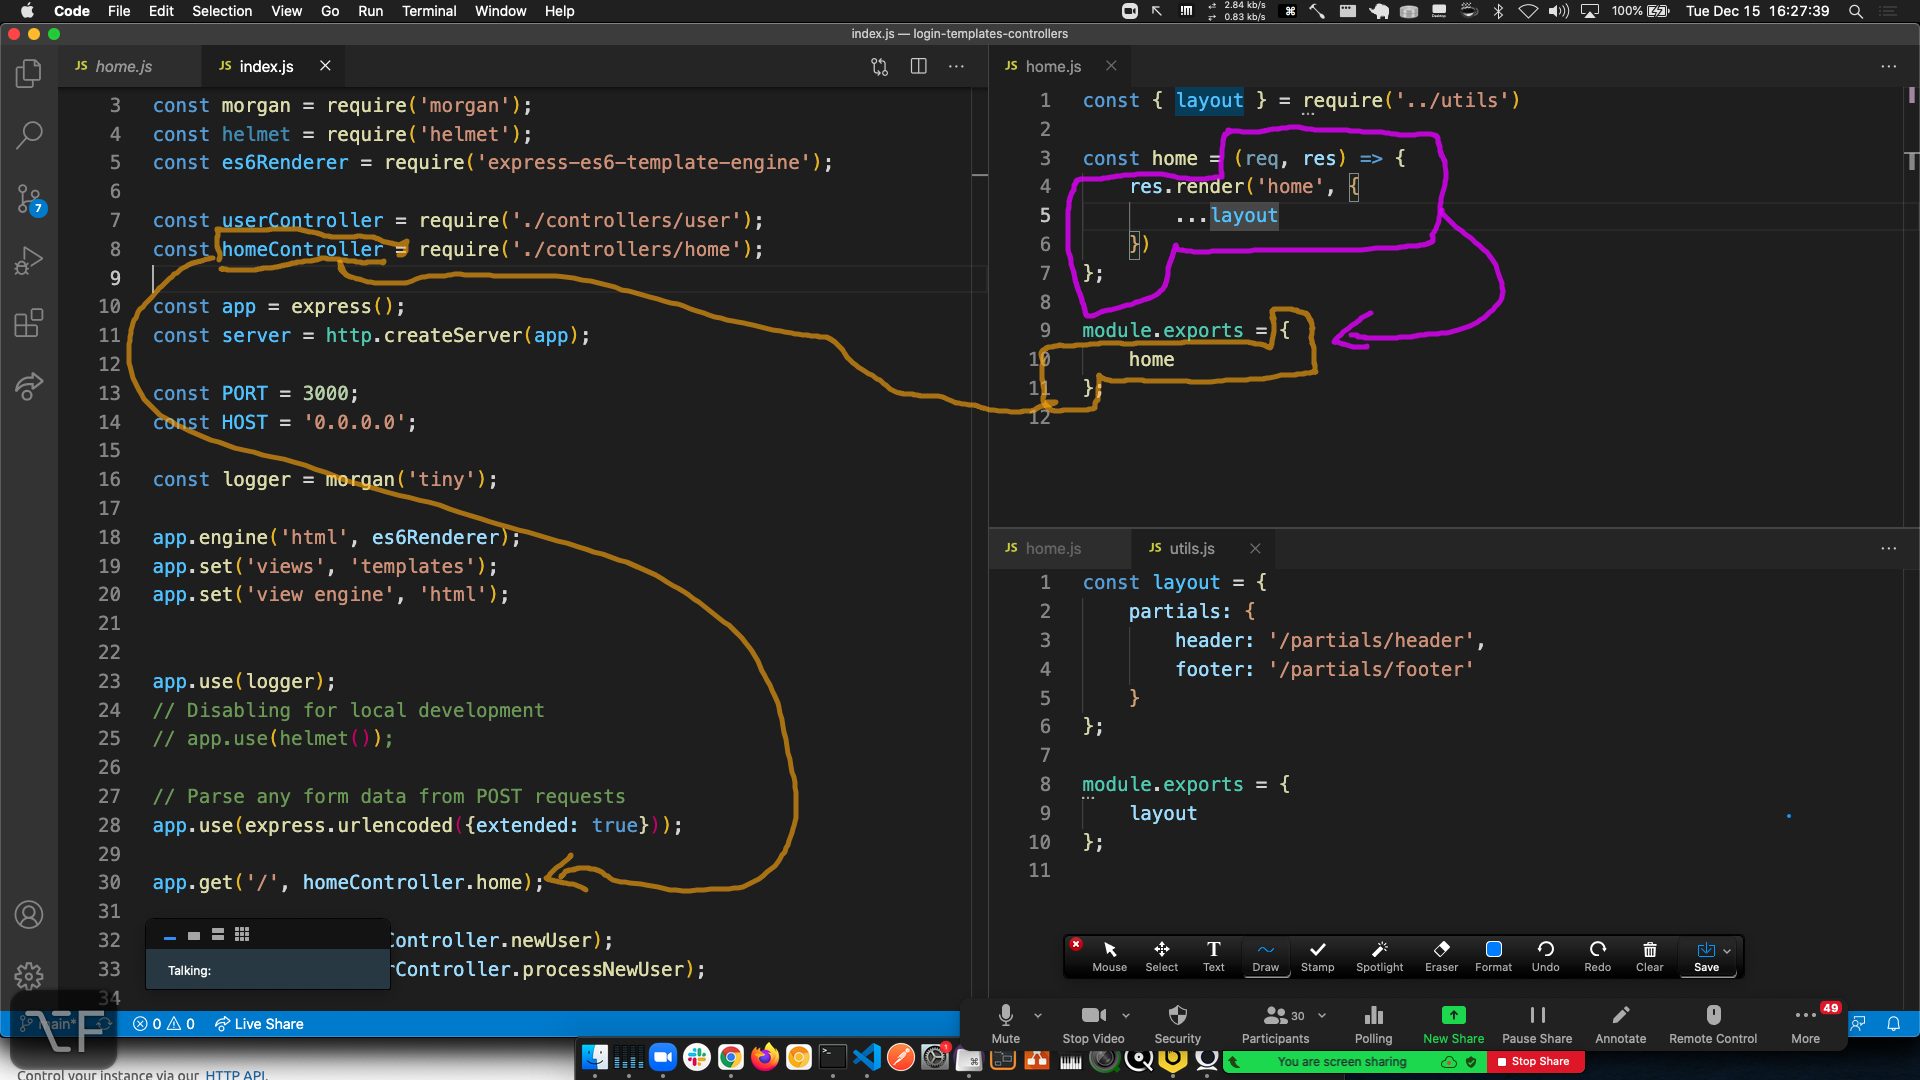 Code File Edit Selection View Go Run Terminal Window Help
2.84 kb/s
0.83 kb/s
100%
Tue Dec 15 16:27:39
index.js — login-templates-controllers
JS home.js
JS index.js
3 const morgan = require('morgan');
4 const helmet = require('helmet');
5 const es6Renderer = require('express-es6-template-engine');
6
7 const userController = require('./controllers/user');
8 const homeController = require('./controllers/home');
9
10 const app = express();
11 const server = http.createServer(app);
12
13 const PORT = 3000;
14 const HOST = '0.0.0.0';
15
16 const logger = morgan('tiny');
17
18 app.engine('html', es6Renderer);
19 app.set('views', 'templates');
20 app.set('view engine', 'html');
21
22
23 app.use(logger);
24 // Disabling for local development
25 // app.use(helmet());
26
27 // Parse any form data from POST requests
28 app.use(express.urlencoded({extended: true}));
29
30 app.get('/', homeController.home);
31
32 Controller.newUser);
33 rController.processNewUser);
34
7
Talking:
main*
0 0 Live Share
Control your instance via our HTTP API.
JS home.js
1 const { layout } = require('../utils')
2
3 const home = (req, res) => {
4 res.render('home', {
5 ...layout
6 })
7 };
8
9 module.exports = {
10 home
11 };
12
JS home.js
JS utils.js
1 const layout = {
2 partials: {
3 header: '/partials/header',
4 footer: '/partials/footer'
5 }
6 };
7
8 module.exports = {
9 layout
10 };
11
Mouse Select Text Draw Stamp Spotlight Eraser Format Undo Redo Clear Save
30
49
Mute Stop Video Security Participants Polling New Share Pause Share Annotate Remote Control More
1
You are screen sharing
Stop Share